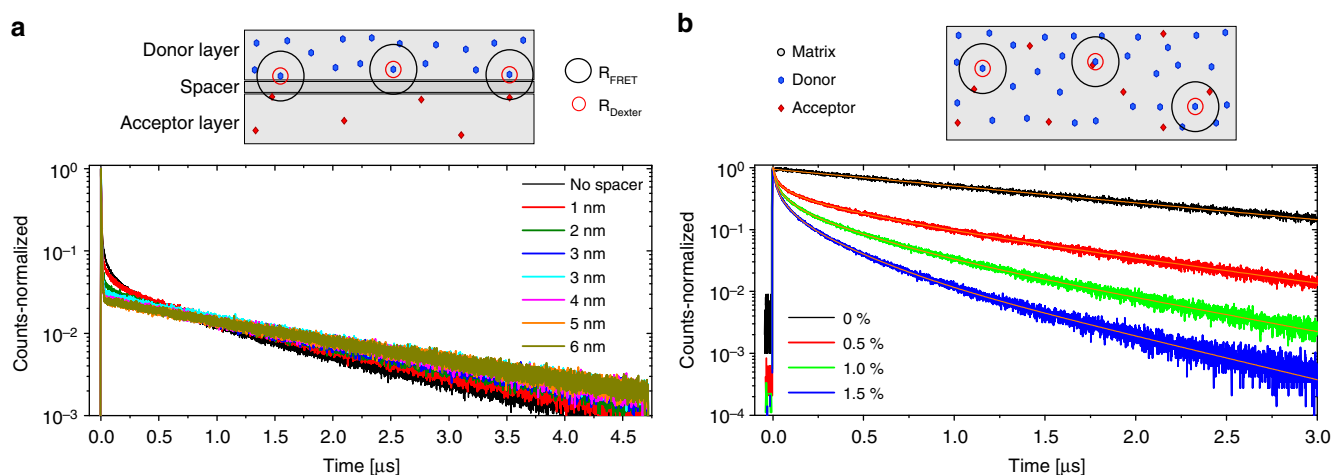 a
Donor layer
Spacer
Acceptor layer
R_FRET
R_Dexter
Counts-normalized
10^0
10^-1
10^-2
10^-3
No spacer
1 nm
2 nm
3 nm
3 nm
4 nm
5 nm
6 nm
0.0 0.5 1.0 1.5 2.0 2.5 3.0 3.5 4.0 4.5
Time [µs]
b
Matrix
Donor
Acceptor
Counts-normalized
10^0
10^-1
10^-2
10^-3
10^-4
0 %
0.5 %
1.0 %
1.5 %
0.0 0.5 1.0 1.5 2.0 2.5 3.0
Time [µs]